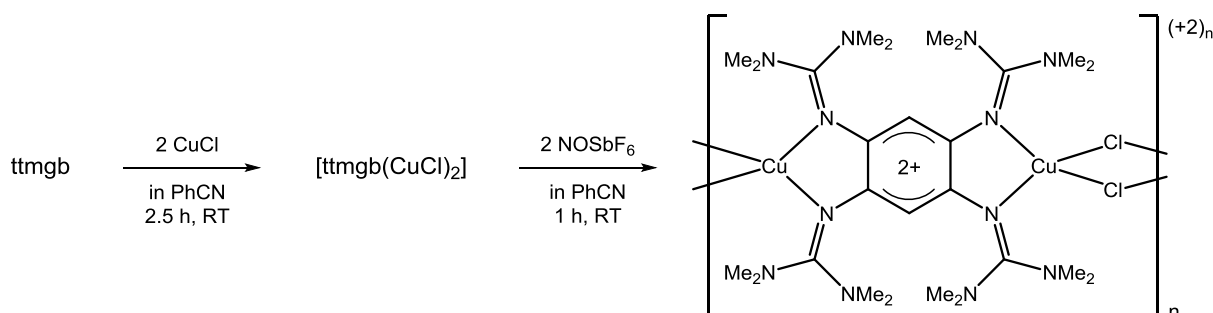 ttmgb
2 CuCl
in PhCN
2.5 h, RT
[ttmgb(CuCl)₂]
2 NOSbF₆
in PhCN
1 h, RT
(+2)n
NMe₂ NMe₂
Me₂N NMe₂
N N
Cl
Cu 2+ Cu
Cl
N N
Me₂N NMe₂
NMe₂ Me₂N
n